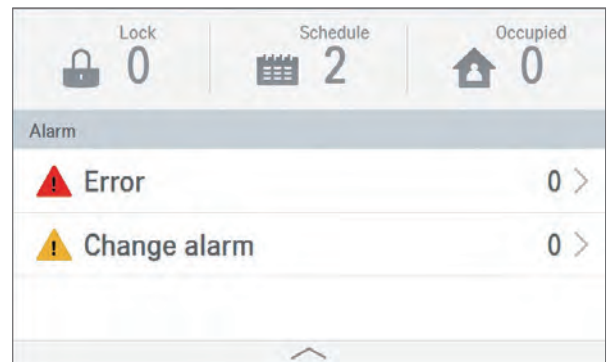 Lock Schedule Occupied
0 2 0
Alarm
Error 0
Change alarm 0